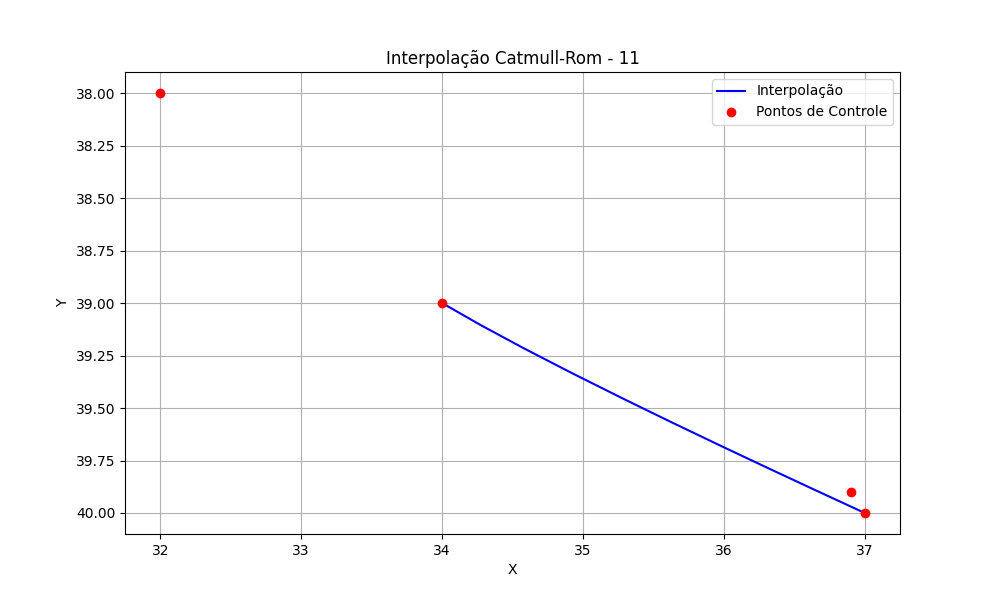 Interpolação Catmull-Rom - 11
Interpolação
Pontos de Controle
38.00
38.25
38.50
38.75
39.00
39.25
39.50
39.75
40.00
Y
32 33 34 35 36 37
X